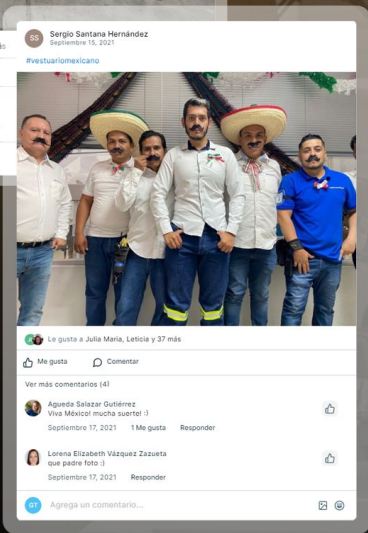 SS
Sergio Santana Hernández
Septiembre 15, 2021
#vestuariomexicano
Le gusta a Julia Maria, Leticia y 37 más
Me gusta
Comentar
Ver más comentarios (4)
Agueda Salazar Gutiérrez
Viva México! mucha suerte! :)
Septiembre 17, 2021 1 Me gusta Responder
Lorena Elizabeth Vázquez Zazueta
que padre foto :)
Septiembre 17, 2021 Responder
GT
Agrega un comentario...